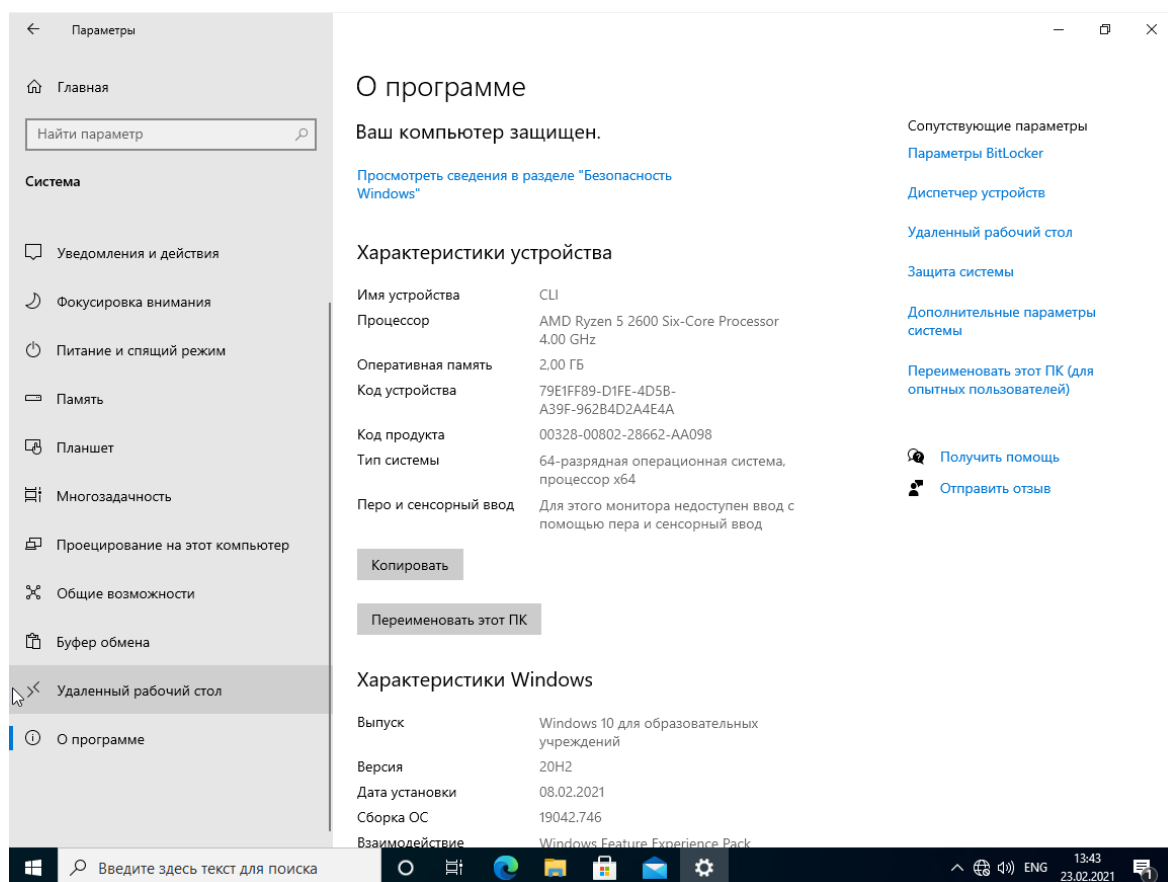 Параметры
Главная
Найти параметр
Система
Уведомления и действия
Фокусировка внимания
Питание и спящий режим
Память
Планшет
Многозадачность
Проецирование на этот компьютер
Общие возможности
Буфер обмена
Удаленный рабочий стол
О программе
О программе
Ваш компьютер защищен.
Просмотреть сведения в разделе "Безопасность
Windows"
Характеристики устройства
Имя устройства CLI
Процессор AMD Ryzen 5 2600 Six-Core Processor
4.00 GHz
Оперативная память 2,00 ГБ
Код устройства 79E1FF89-D1FE-4D5B-
A39F-962B4D2A4E4A
Код продукта 00328-00802-28662-AA098
Тип системы 64-разрядная операционная система,
процессор x64
Перо и сенсорный ввод Для этого монитора недоступен ввод с
помощью пера и сенсорный ввод
Копировать
Переименовать этот ПК
Характеристики Windows
Выпуск Windows 10 для образовательных
учреждений
Версия 20H2
Дата установки 08.02.2021
Сборка ОС 19042.746
Взаимодействие Windows Feature Experience Pack
Сопутствующие параметры
Параметры BitLocker
Диспетчер устройств
Удаленный рабочий стол
Защита системы
Дополнительные параметры
системы
Переименовать этот ПК (для
опытных пользователей)
Получить помощь
Отправить отзыв
Введите здесь текст для поиска
ENG
13:43
23.02.2021
1